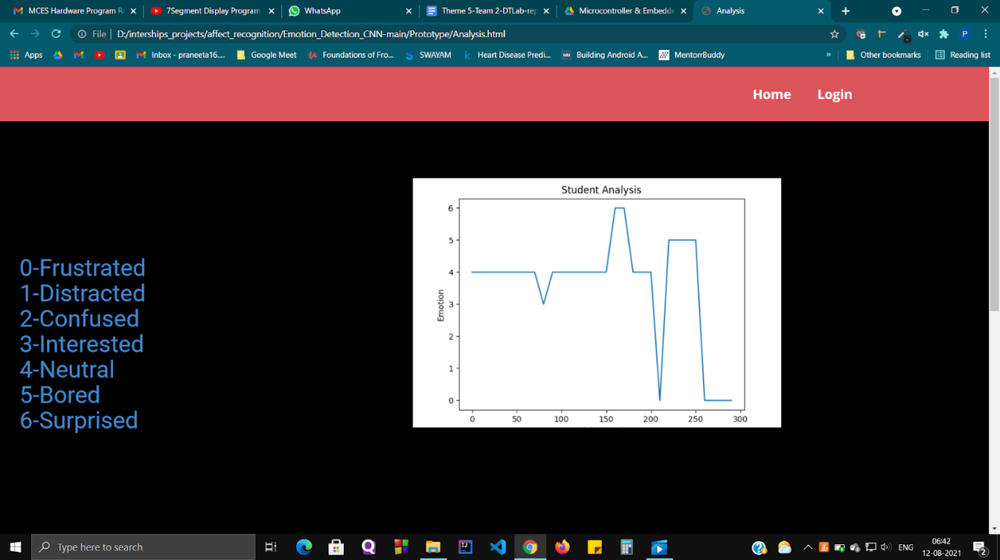 MCES Hardware Program R
7Segment Display Program
WhatsApp
Theme 5-Team 2-DTLab-rep
Microcontroller & Embedde
Analysis
File | D:/interships_projects/affect_recognition/Emotion_Detection_CNN-main/Prototype/Analysis.html
P
Apps
Inbox - praneeta16....
Google Meet
Foundations of Fro...
SWAYAM
Heart Disease Predi...
tds
Building Android A...
MentorrBuddy
»
Other bookmarks
Reading list
Home Login
Student Analysis
Emotion
6
5
4
3
2
1
0
0 50 100 150 200 250 300
0-Frustrated
1-Distracted
2-Confused
3-Interested
4-Neutral
5-Bored
6-Surprised
Type here to search
ENG
06:42
12-08-2021
2